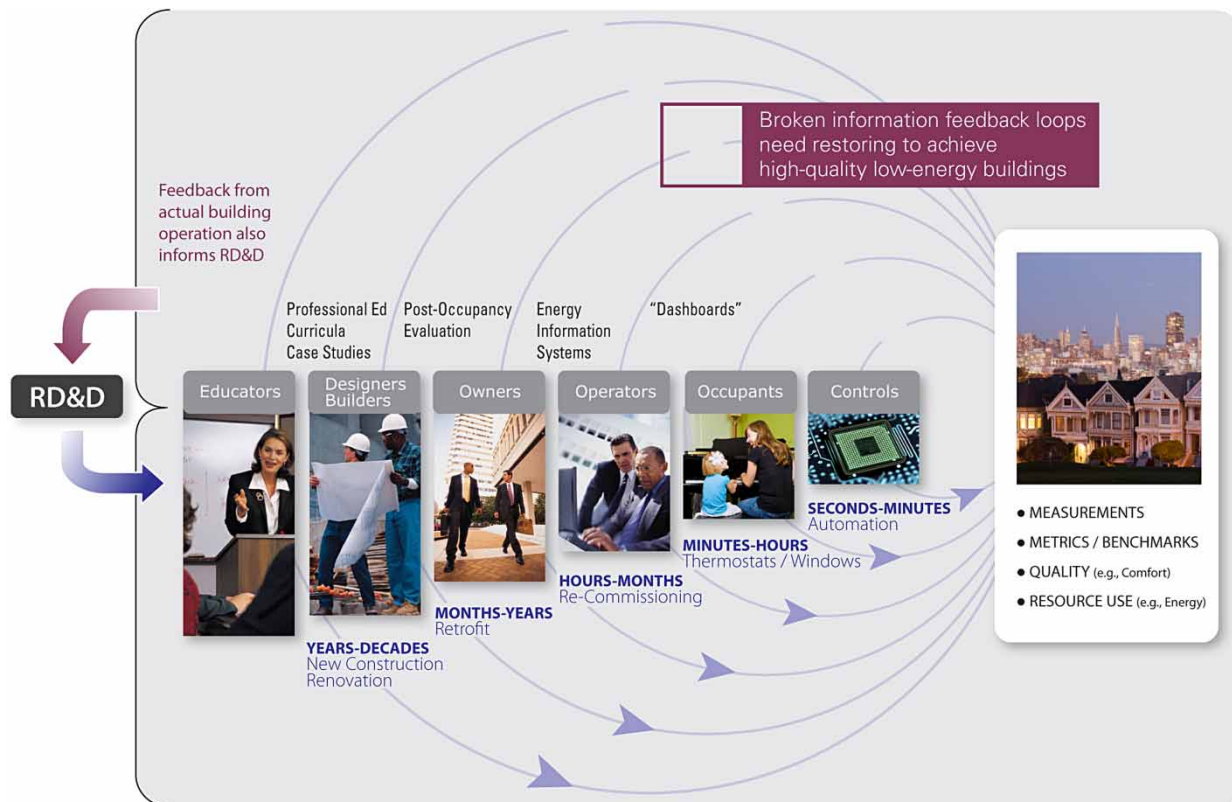 Broken information feedback loops
need restoring to achieve
high-quality low-energy buildings
Feedback from
actual building
operation also
informs RD&D
RD&D
Professional Ed
Curricula
Case Studies
Post-Occupancy
Evaluation
Energy
Information
Systems
“Dashboards”
Educators
Designers
Builders
Owners
Operators
Occupants
Controls
SECONDS-MINUTES
Automation
MINUTES-HOURS
Thermostats / Windows
HOURS-MONTHS
Re-Commissioning
MONTHS-YEARS
Retrofit
YEARS-DECADES
New Construction
Renovation
● MEASUREMENTS
● METRICS / BENCHMARKS
● QUALITY (e.g., Comfort)
● RESOURCE USE (e.g., Energy)